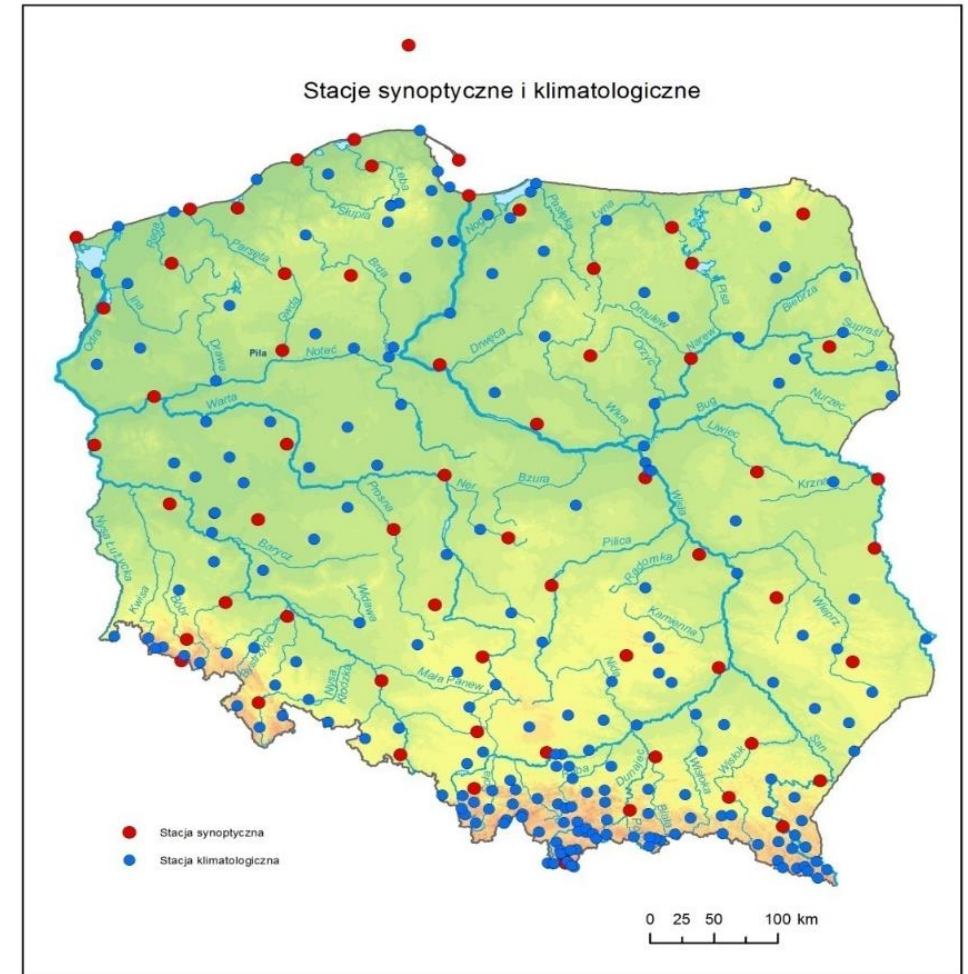 Stacje synoptyczne i klimatologiczne
Łeba
Słupia
Rega
Parsęta
Brda
Nogat
Pasłęka
Łyna
Pisa
Biebrza
Supraśl
Ina
Gwda
Omulew
Orzyc
Narew
Drwęca
Odra
Drawa
Piła
Noteć
Warta
Wkra
Bug
Nurzec
Liwiec
Krzna
Bzura
Ner
Prosna
Wisła
Nysa Łużycka
Barycz
Pilica
Radomka
Kwisa
Bóbr
Widawa
Kamienna
Wieprz
Bystrzyca
Nysa
Kłodzka
Mała Panew
Nida
San
Wisłok
Wisłoka
Dunajec
Biała
Stacja synoptyczna
Stacja klimatologiczna
0 25 50 100 km